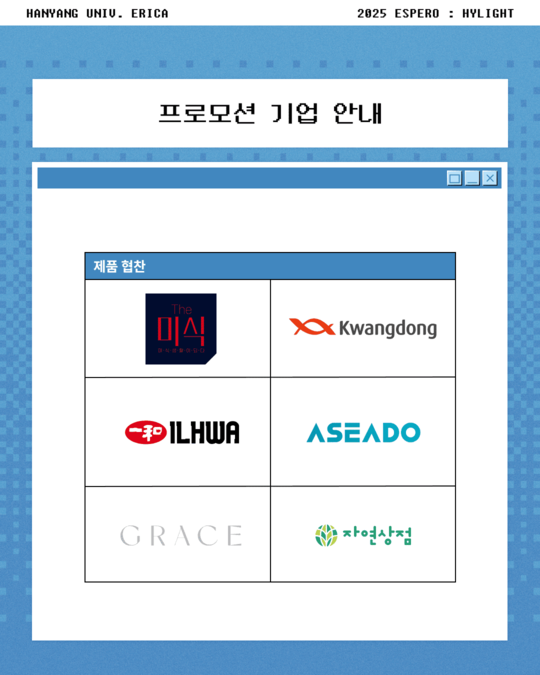 HANYANG UNIV. ERICA
2025 ESPERO : HYLIGHT
프로모션 기업 안내
제품 협찬
The
미식
Kwangdong
一和 ILHWA
ASEADO
GRACE
자연상점